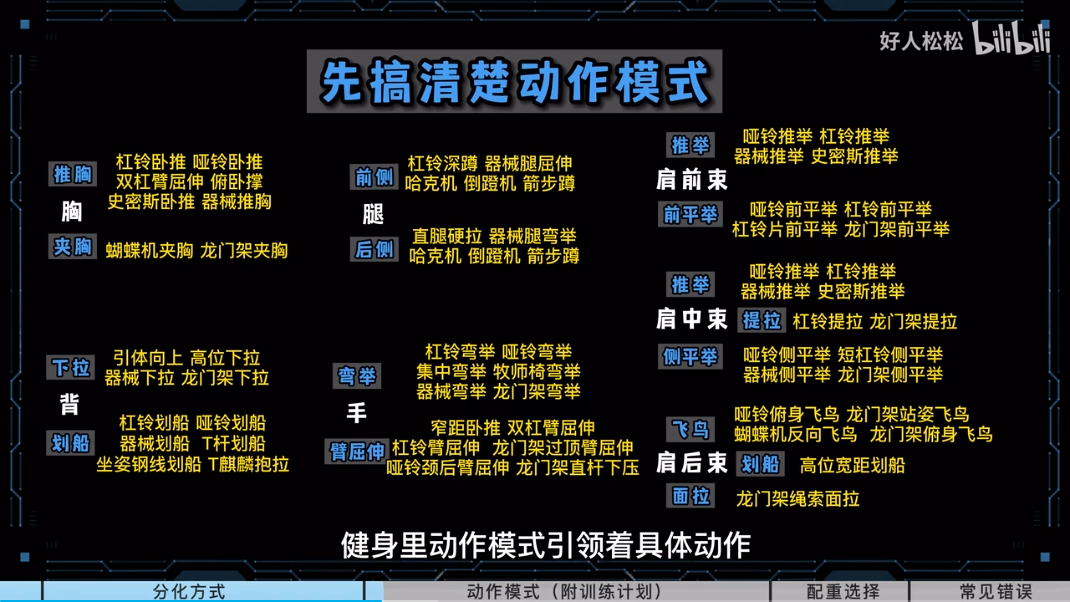 好人松松 bilibili
先搞清楚动作模式
推胸
杠铃卧推 哑铃卧推
双杠臂屈伸 俯卧撑
史密斯卧推 器械推胸
胸
夹胸
蝴蝶机夹胸 龙门架夹胸
前侧
杠铃深蹲 器械腿屈伸
哈克机 倒蹬机 箭步蹲
腿
后侧
直腿硬拉 器械腿弯举
哈克机 倒蹬机 箭步蹲
推举
哑铃推举 杠铃推举
器械推举 史密斯推举
肩前束
前平举
哑铃前平举 杠铃前平举
杠铃片前平举 龙门架前平举
推举
哑铃推举 杠铃推举
器械推举 史密斯推举
肩中束
提拉
杠铃提拉 龙门架提拉
侧平举
哑铃侧平举 短杠铃侧平举
器械侧平举 龙门架侧平举
下拉
引体向上 高位下拉
器械下拉 龙门架下拉
背
划船
杠铃划船 哑铃划船
器械划船 T杆划船
坐姿钢线划船 T麒麟抱拉
弯举
杠铃弯举 哑铃弯举
集中弯举 牧师椅弯举
器械弯举 龙门架弯举
手
臂屈伸
窄距卧推 双杠臂屈伸
杠铃臂屈伸 龙门架过顶臂屈伸
哑铃颈后臂屈伸 龙门架直杆下压
飞鸟
哑铃俯身飞鸟 龙门架站姿飞鸟
蝴蝶机反向飞鸟 龙门架俯身飞鸟
肩后束
划船
高位宽距划船
面拉
龙门架绳索面拉
健身里动作模式引领着具体动作
分化方式
动作模式（附训练计划）
配重选择
常见错误